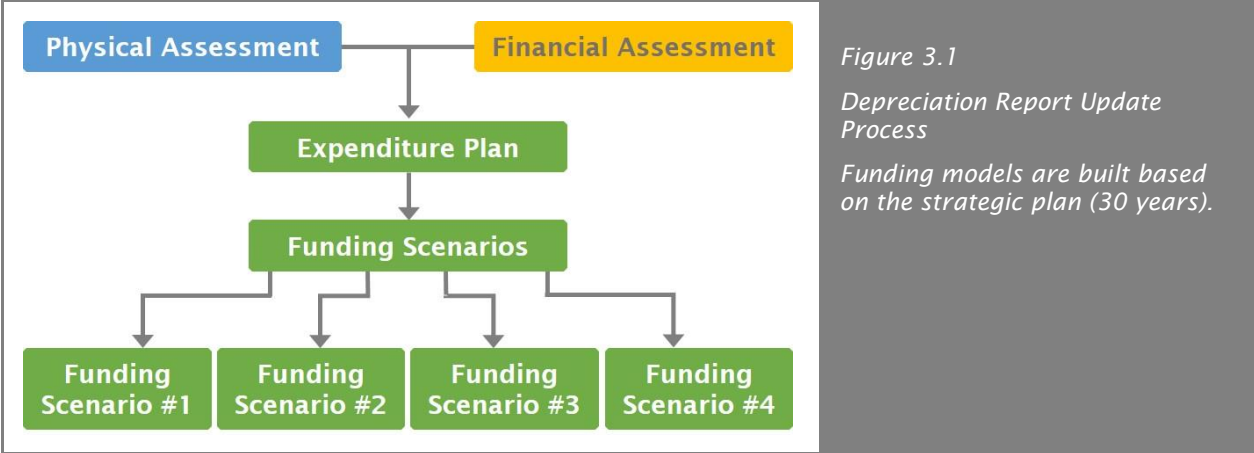 Physical Assessment
Financial Assessment
Expenditure Plan
Funding Scenarios
Funding
Scenario #1
Funding
Scenario #2
Funding
Scenario #3
Funding
Scenario #4
Figure 3.1
Depreciation Report Update
Process
Funding models are built based
on the strategic plan (30 years).